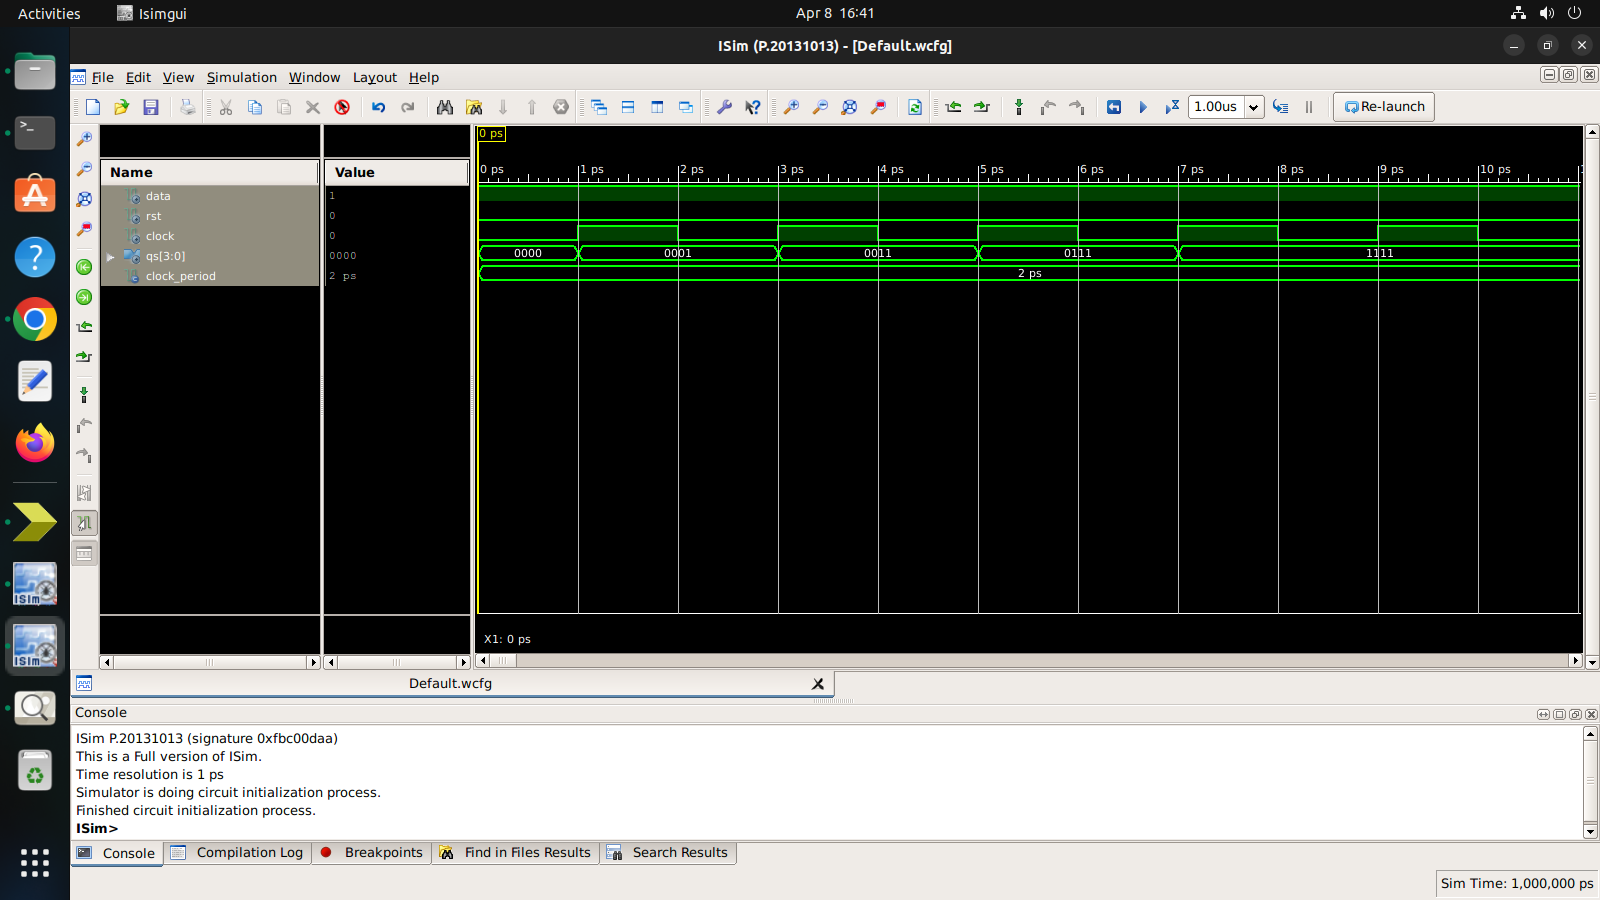 Activities Isimgui Apr 8 16:41
ISim (P.20131013) - [Default.wcfg]
File Edit View Simulation Window Layout Help
1.00us Re-launch
0 ps
Name Value
0 ps 1 ps 2 ps 3 ps 4 ps 5 ps 6 ps 7 ps 8 ps 9 ps 10 ps
data 1
rst 0
clock 0
qs[3:0] 0000 0000 0001 0011 0111 1111
clock_period 2 ps 2 ps
X1: 0 ps
Default.wcfg
Console
ISim P.20131013 (signature 0xfbc00daa)
This is a Full version of ISim.
Time resolution is 1 ps
Simulator is doing circuit initialization process.
Finished circuit initialization process.
ISim>
Console Compilation Log Breakpoints Find in Files Results Search Results
Sim Time: 1,000,000 ps
ISim
ISim